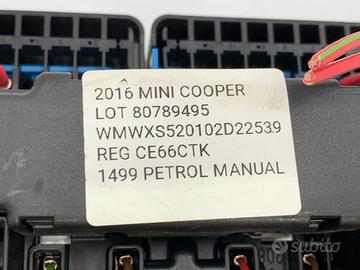 2016 MINI COOPER
LOT 80789495
WMWXS520102D22539
REG CE66CTK
1499 PETROL MANUAL
subito